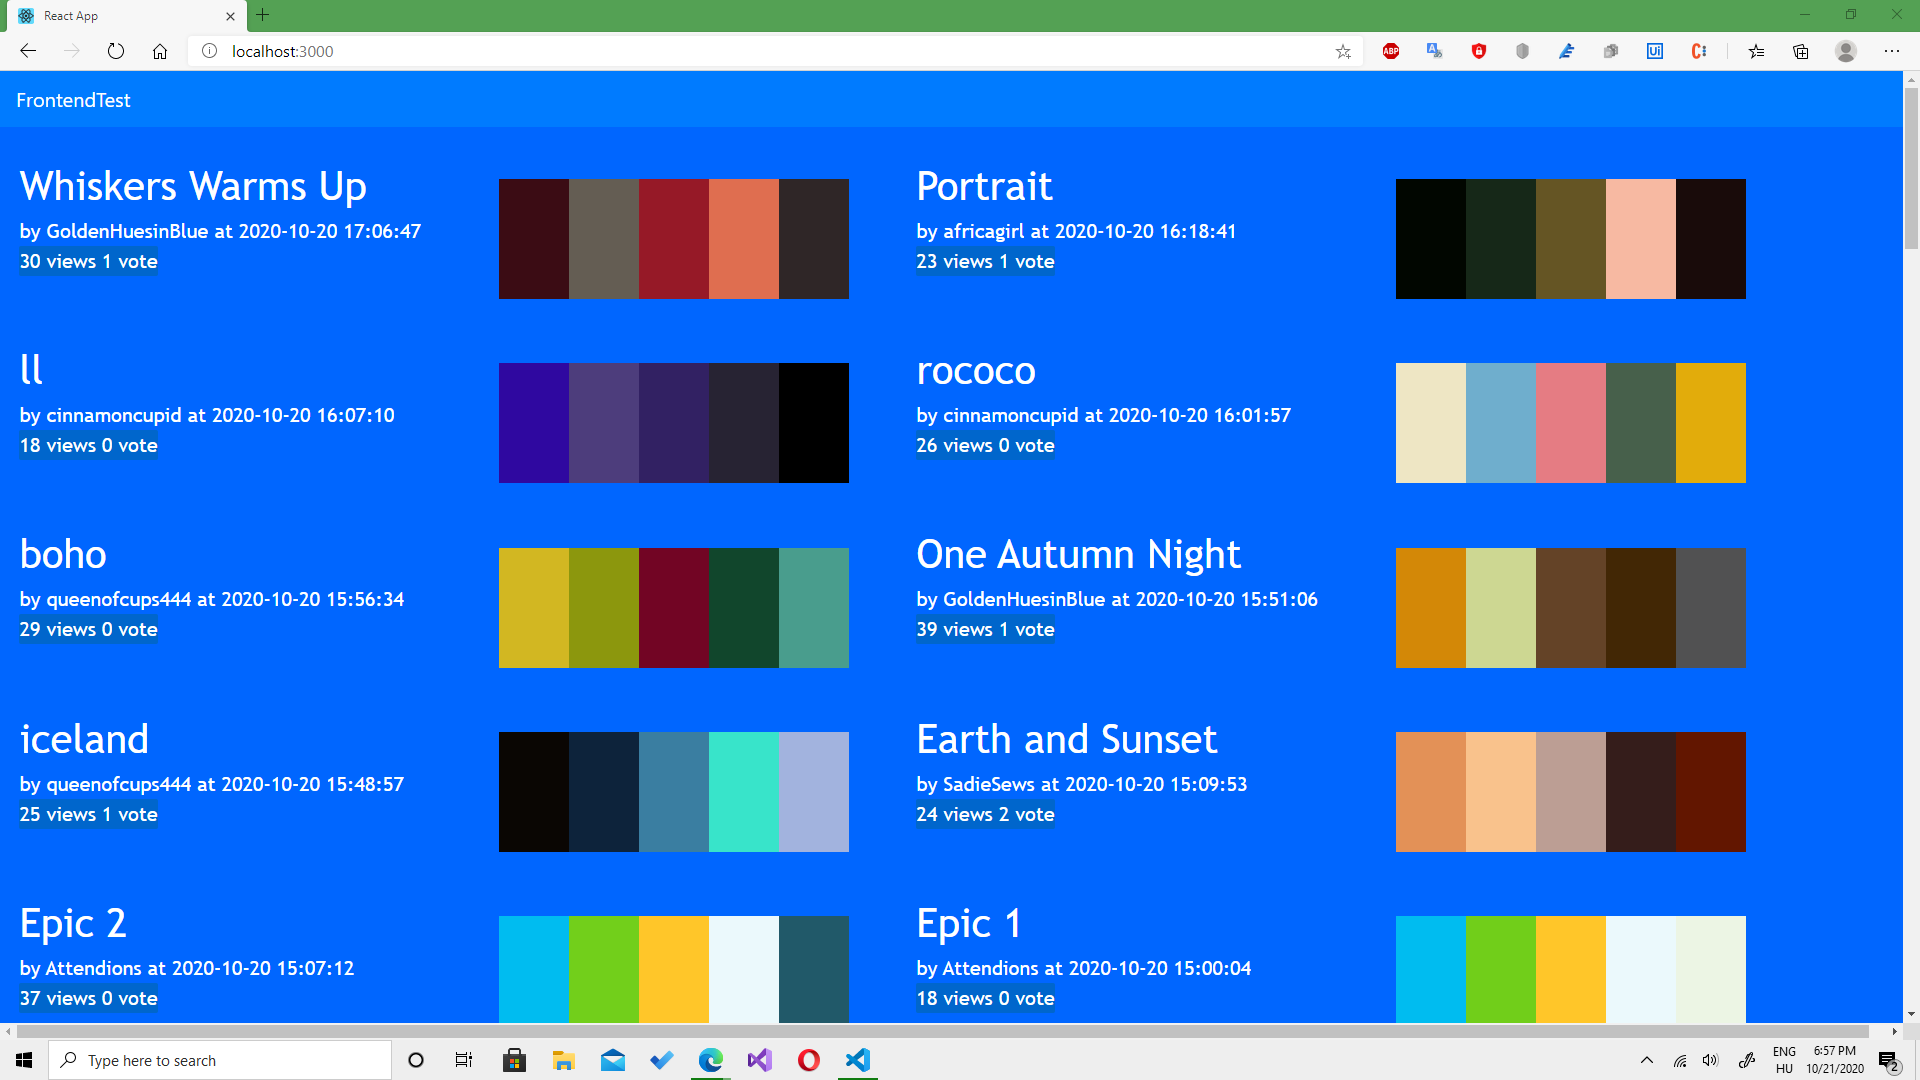 React App
localhost:3000
ABP
Ui
FrontendTest
Whiskers Warms Up
by GoldenHuesinBlue at 2020-10-20 17:06:47
30 views 1 vote
Portrait
by africagirl at 2020-10-20 16:18:41
23 views 1 vote
ll
by cinnamoncupid at 2020-10-20 16:07:10
18 views 0 vote
rococo
by cinnamoncupid at 2020-10-20 16:01:57
26 views 0 vote
boho
by queenofcups444 at 2020-10-20 15:56:34
29 views 0 vote
One Autumn Night
by GoldenHuesinBlue at 2020-10-20 15:51:06
39 views 1 vote
iceland
by queenofcups444 at 2020-10-20 15:48:57
25 views 1 vote
Earth and Sunset
by SadieSews at 2020-10-20 15:09:53
24 views 2 vote
Epic 2
by Attendions at 2020-10-20 15:07:12
37 views 0 vote
Epic 1
by Attendions at 2020-10-20 15:00:04
18 views 0 vote
Type here to search
ENG
HU
6:57 PM
10/21/2020
2